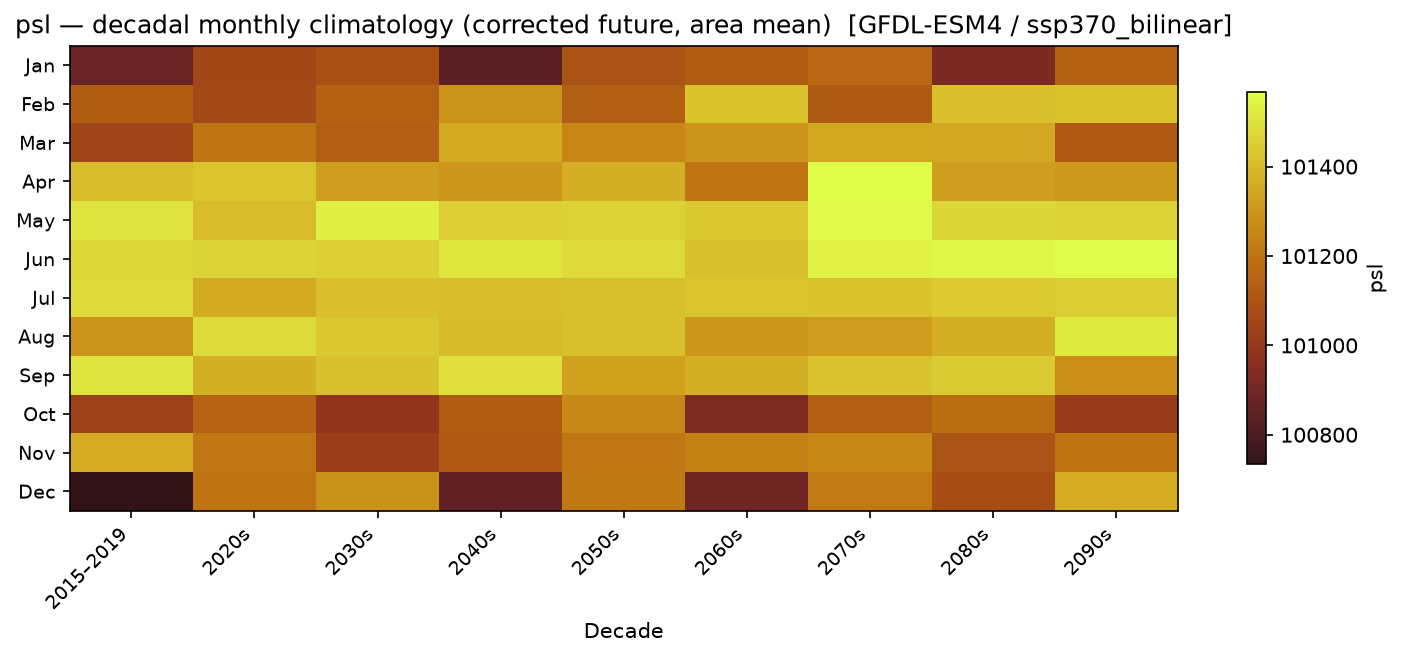 psl — decadal monthly climatology (corrected future, area mean)  [GFDL-ESM4 / ssp370_bilinear]
Jan
Feb
Mar
Apr
May
Jun
Jul
Aug
Sep
Oct
Nov
Dec
2015–2019
2020s
2030s
2040s
2050s
2060s
2070s
2080s
2090s
Decade
101400
101200
101000
100800
psl